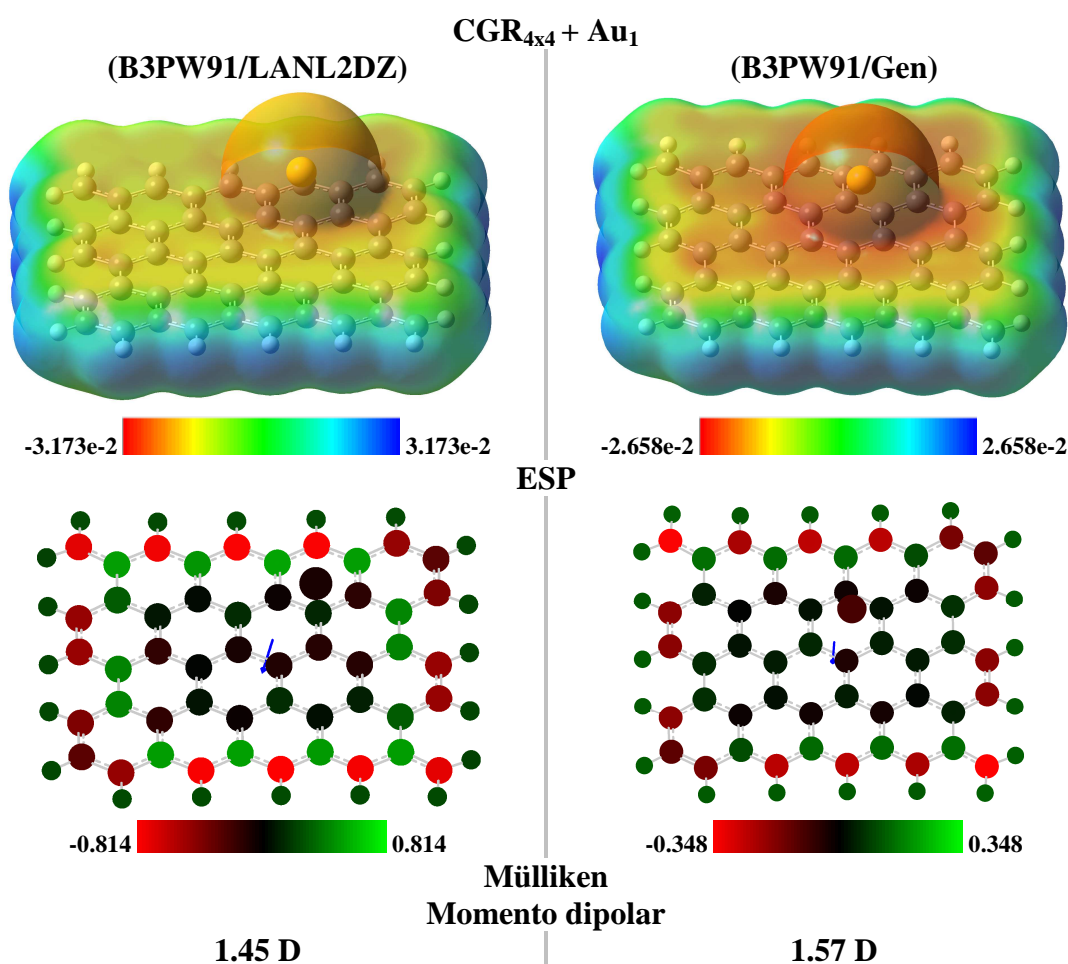 CGR4x4 + Au1
(B3PW91/LANL2DZ) (B3PW91/Gen)
-3.173e-2 3.173e-2 -2.658e-2 2.658e-2
ESP
-0.814 0.814 -0.348 0.348
Mülliken
Momento dipolar
1.45 D 1.57 D